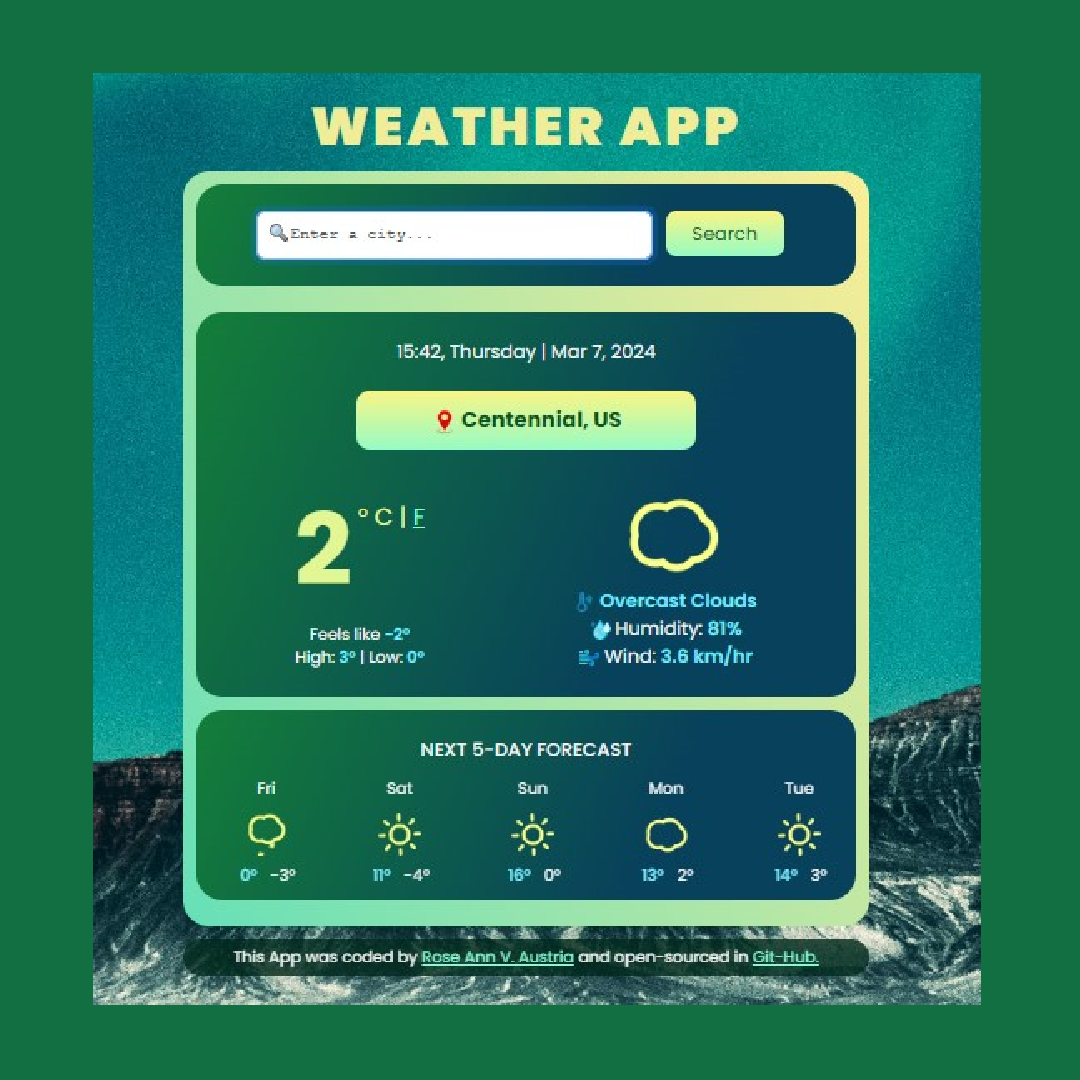 WEATHER APP
🔍Enter a city...
Search
15:42, Thursday | Mar 7, 2024
📍 Centennial, US
2 ° C | F
Feels like -2°
High: 3° | Low: 0°
Overcast Clouds
Humidity: 81%
Wind: 3.6 km/hr
NEXT 5-DAY FORECAST
Fri Sat Sun Mon Tue
0° -3° 11° -4° 16° 0° 13° 2° 14° 3°
This App was coded by Rose Ann V. Austria and open-sourced in Git-Hub.